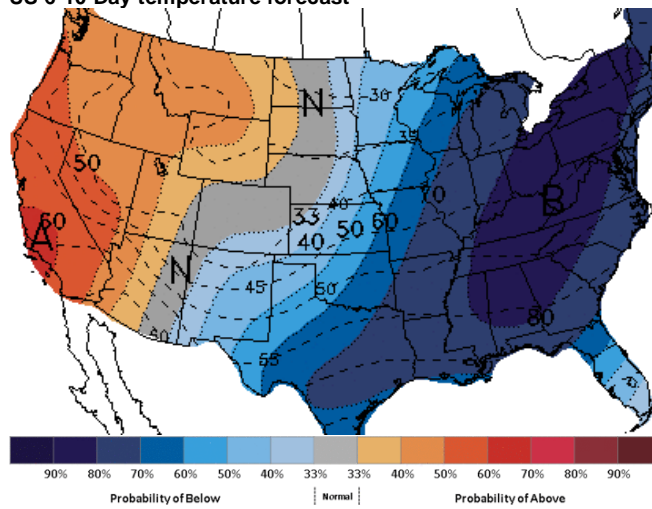 US 6-10 Day temperature forecast
N
30
35
50
70
40
33
60
B
A
60
50
40
N
45
50
80
30
55
90% 80% 70% 60% 50% 40% 33% 33% 40% 50% 60% 70% 80% 90%
Probability of Below Normal Probability of Above